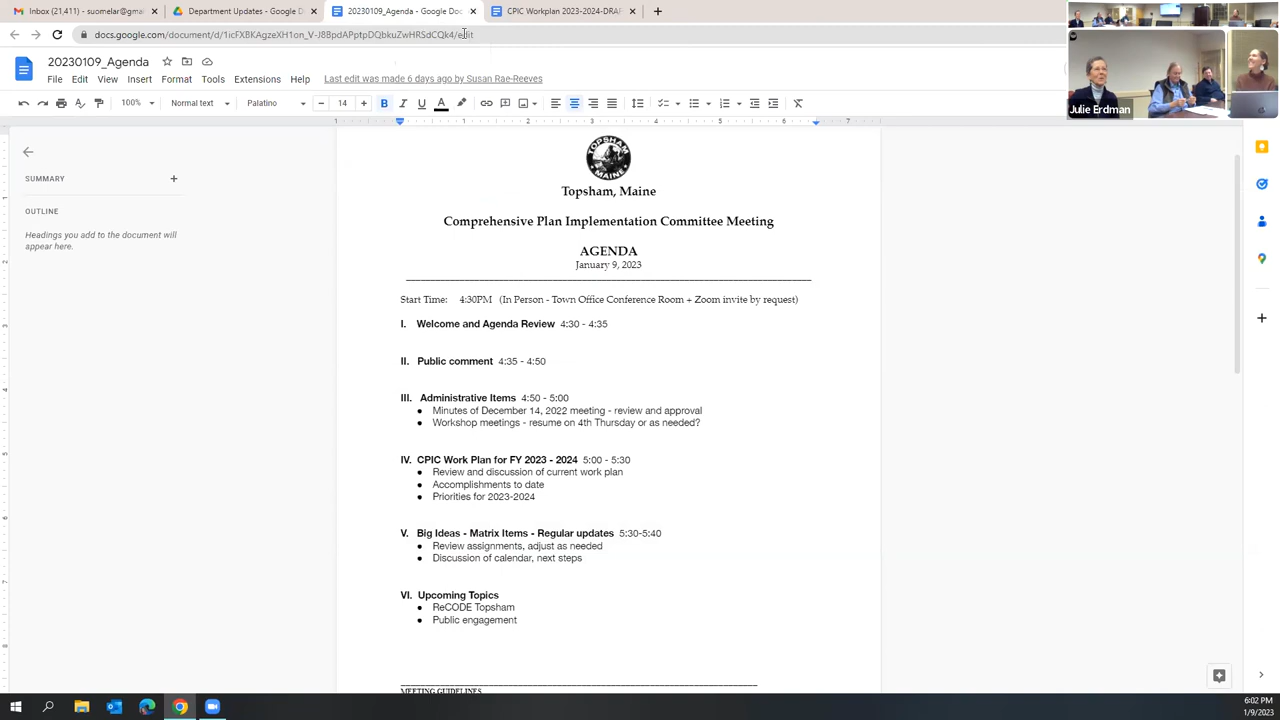 Inbox (21,411) - suomelar@gmai
Department Updates - Google D
20230109_Agenda - Google Doc
CPIC Workplan 2023-2024-DRAF
docs.google.com/document/d/1icFXBKAgzeXH1on_V-J8BpdAPptpDQbkuZwHRSdCQk4/edit
20230109_Agenda
File Edit View Insert Format Tools Extensions Help
Last edit was made 6 days ago by Susan Rae-Reeves
100% Normal text Palatino 14
Julie Erdman
SUMMARY
OUTLINE
Headings you add to the document will
appear here.
TOPSHAM
MAINE
Topsham, Maine
Comprehensive Plan Implementation Committee Meeting
AGENDA
January 9, 2023
Start Time: 4:30PM (In Person - Town Office Conference Room + Zoom invite by request)
I. Welcome and Agenda Review 4:30 - 4:35
II. Public comment 4:35 - 4:50
III. Administrative Items 4:50 - 5:00
● Minutes of December 14, 2022 meeting - review and approval
● Workshop meetings - resume on 4th Thursday or as needed?
IV. CPIC Work Plan for FY 2023 - 2024 5:00 - 5:30
● Review and discussion of current work plan
● Accomplishments to date
● Priorities for 2023-2024
V. Big Ideas - Matrix Items - Regular updates 5:30-5:40
● Review assignments, adjust as needed
● Discussion of calendar, next steps
VI. Upcoming Topics
● ReCODE Topsham
● Public engagement
MEETING GUIDELINES
6:02 PM
1/9/2023